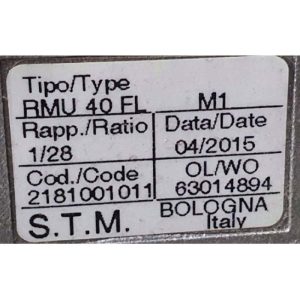 Tipo/Type
RMU 40 FL M1
Rapp./Ratio Data/Date
1/28 04/2015
Cod./Code OL/WO
2181001011 63014894
S.T.M. BOLOGNA
Italy